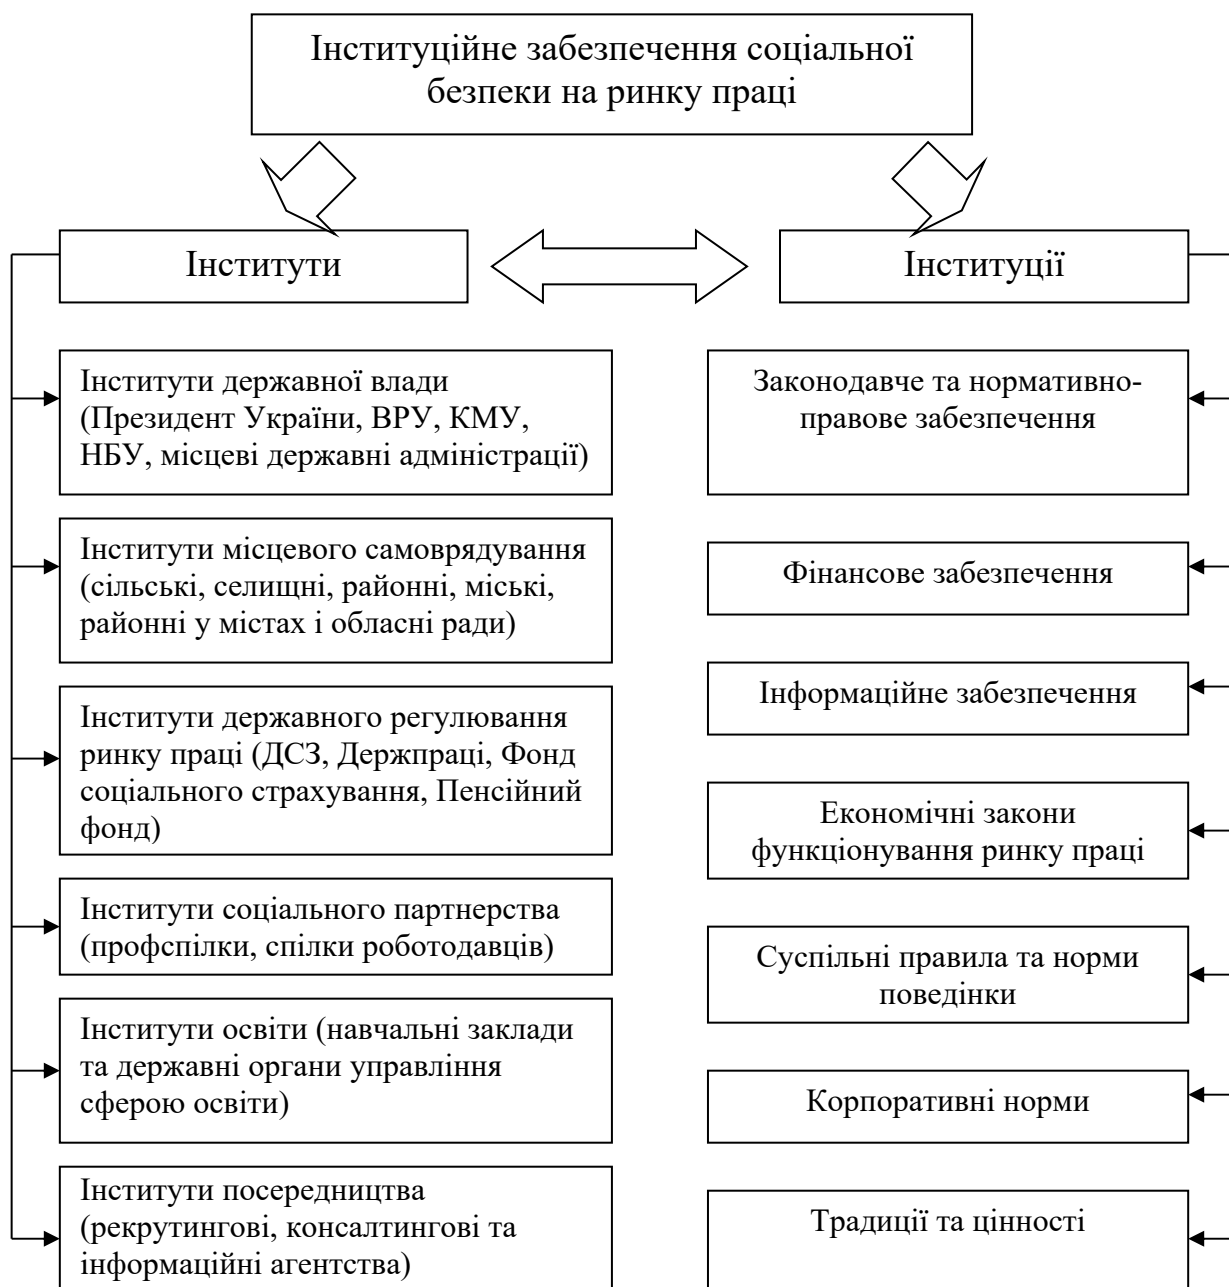 Інституційне забезпечення соціальної
безпеки на ринку праці
Інститути
Інституції
Інститути державної влади
(Президент України, ВРУ, КМУ,
НБУ, місцеві державні адміністрації)
Інститути місцевого самоврядування
(сільські, селищні, районні, міські,
районні у містах і обласні ради)
Інститути державного регулювання
ринку праці (ДСЗ, Держпраці, Фонд
соціального страхування, Пенсійний
фонд)
Інститути соціального партнерства
(профспілки, спілки роботодавців)
Інститути освіти (навчальні заклади
та державні органи управління
сферою освіти)
Інститути посередництва
(рекрутингові, консалтингові та
інформаційні агентства)
Законодавче та нормативно-
правове забезпечення
Фінансове забезпечення
Інформаційне забезпечення
Економічні закони
функціонування ринку праці
Суспільні правила та норми
поведінки
Корпоративні норми
Традиції та цінності